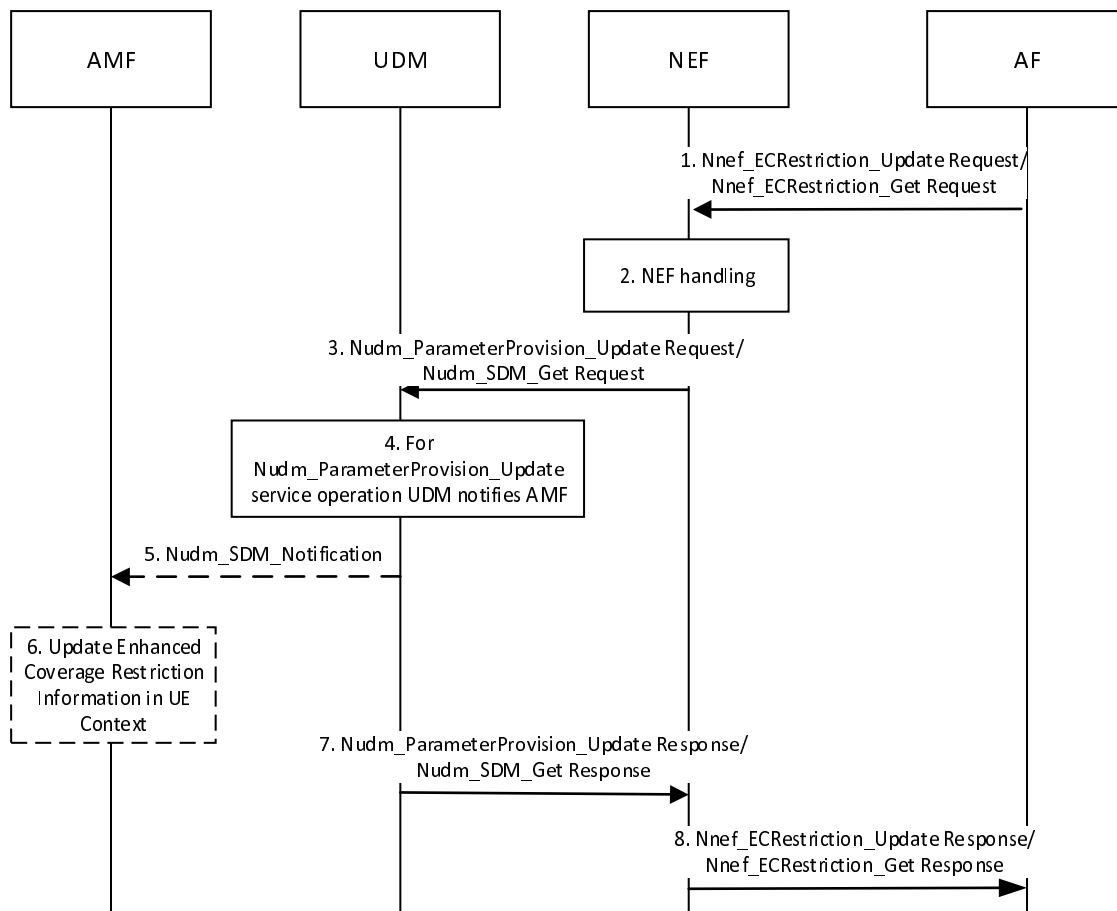 AMF
UDM
NEF
AF
1. Nnef_ECRestriction_Update Request/
Nnef_ECRestriction_Get Request
2. NEF handling
3. Nudm_ParameterProvision_Update Request/
Nudm_SDM_Get Request
4. For
Nudm_ParameterProvision_Update
service operation UDM notifies AMF
5. Nudm_SDM_Notification
6. Update Enhanced
Coverage Restriction
Information in UE
Context
7. Nudm_ParameterProvision_Update Response/
Nudm_SDM_Get Response
8. Nnef_ECRestriction_Update Response/
Nnef_ECRestriction_Get Response